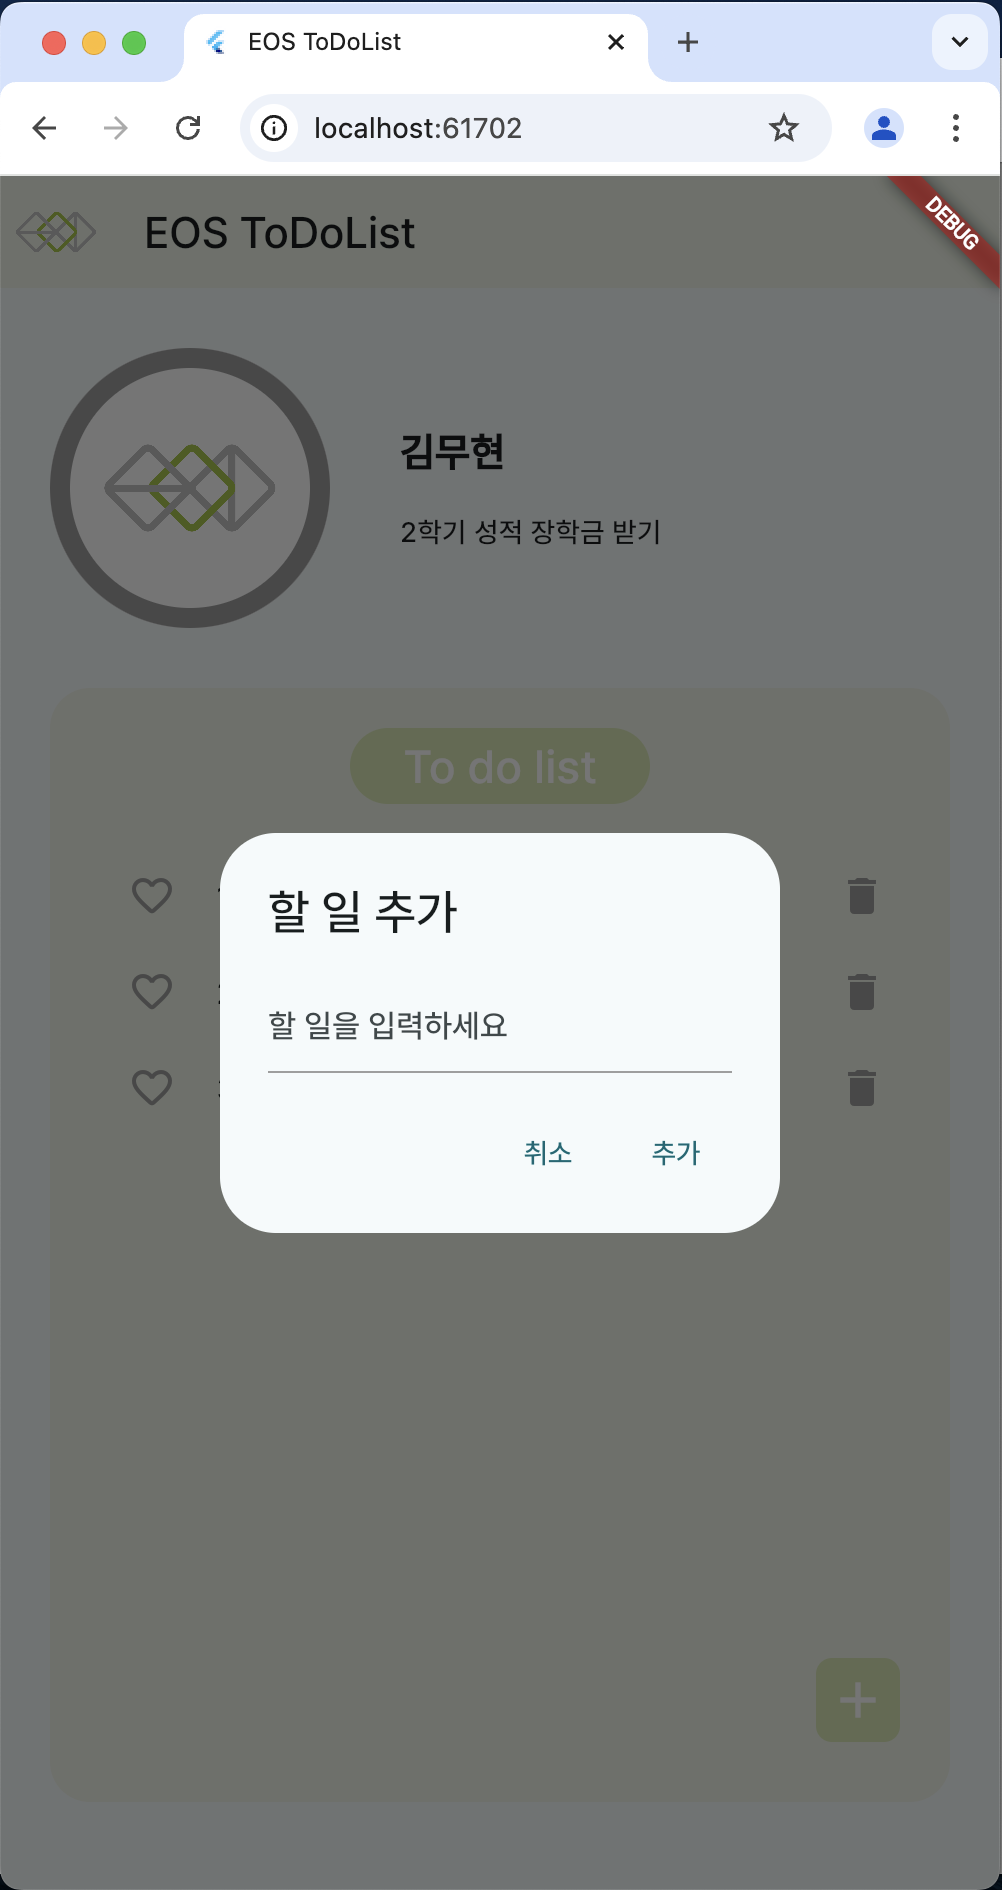 EOS ToDoList
localhost:61702
EOS ToDoList
DEBUG
김무현
2학기 성적 장학금 받기
To do list
할 일 추가
할 일을 입력하세요
취소
추가